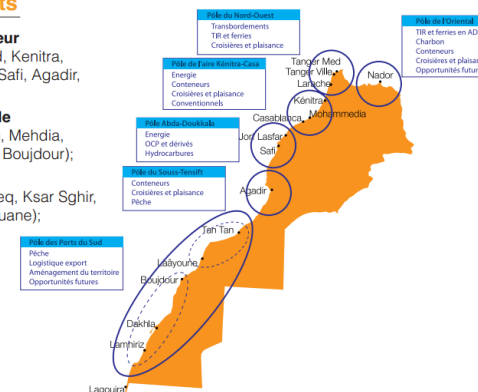 ts
eur
d, Kenitra,
Safi, Agadir,
le
, Mehdia,
Boujdour);
eq, Ksar Sghir,
uane);
Pôle du Nord-Ouest
Transbordements
TIR et ferries
Croisières et plaisance
Pôle de l'Oriental
TIR et ferries en AD
Charbon
Conteneurs
Croisières et plaisan
Opportunités futur
Pôle de l'aire Kénitra-Casa
Energie
Conteneurs
Croisières et plaisance
Conventionnels
Pôle Abda-Doukkala
Energie
OCP et dérivés
Hydrocarbures
Pôle du Souss-Tensift
Conteneurs
Croisières et plaisance
Pêche
Pôle des Ports du Sud
Pêche
Logistique export
Aménagement du territoire
Opportunités futures
Tanger Med
Tanger Ville
Larache
Nador
Kénitra
Mohammedia
Casablanca
Jorf Lasfar
Safi
Agadir
Tan Tan
Laâyoune
Boujdour
Dakhla
Lamhiriz
Lagouira